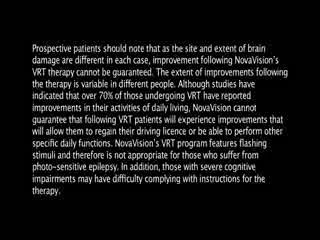 Prospective patients should note that as the site and extent of brain
damage are different in each case, improvement following NovaVision's
VRT therapy cannot be guaranteed. The extent of improvements following
the therapy is variable in different people. Although studies have
indicated that over 70% of those undergoing VRT have reported
improvements in their activities of daily living, NovaVision cannot
guarantee that following VRT patients will experience improvements that
will allow them to regain their driving licence or be able to perform other
specific daily functions. NovaVision's VRT program features flashing
stimuli and therefore is not appropriate for those who suffer from
photo-sensitive epilepsy. In addition, those with severe cognitive
impairments may have difficulty complying with instructions for the
therapy.